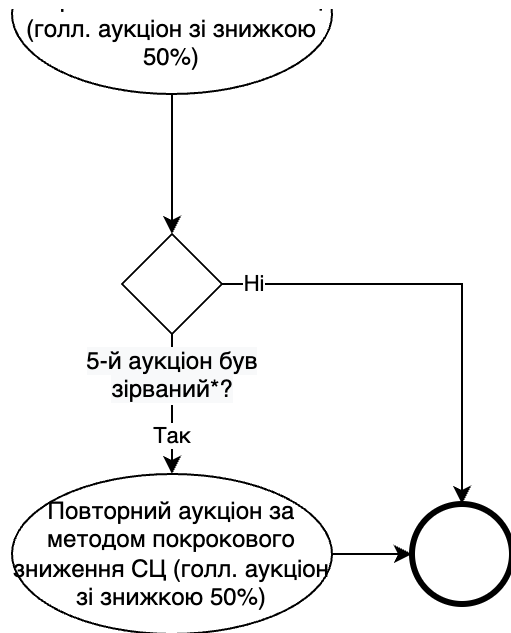 (голл. аукціон зі знижкою
50%)
Ні
5-й аукціон був
зірваний*?
Так
Повторний аукціон за
методом покрокового
зниження СЦ (голл. аукціон
зі знижкою 50%)